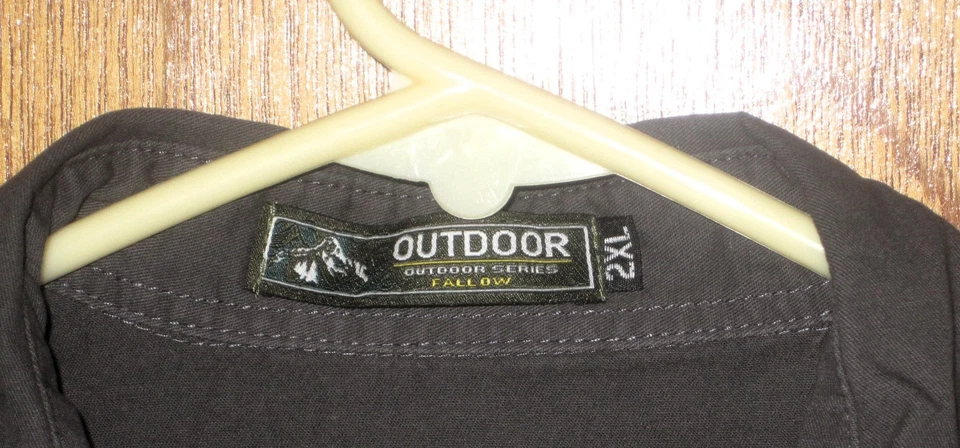 OUTDOOR
OUTDOOR SERIES
FALLOW
2XL